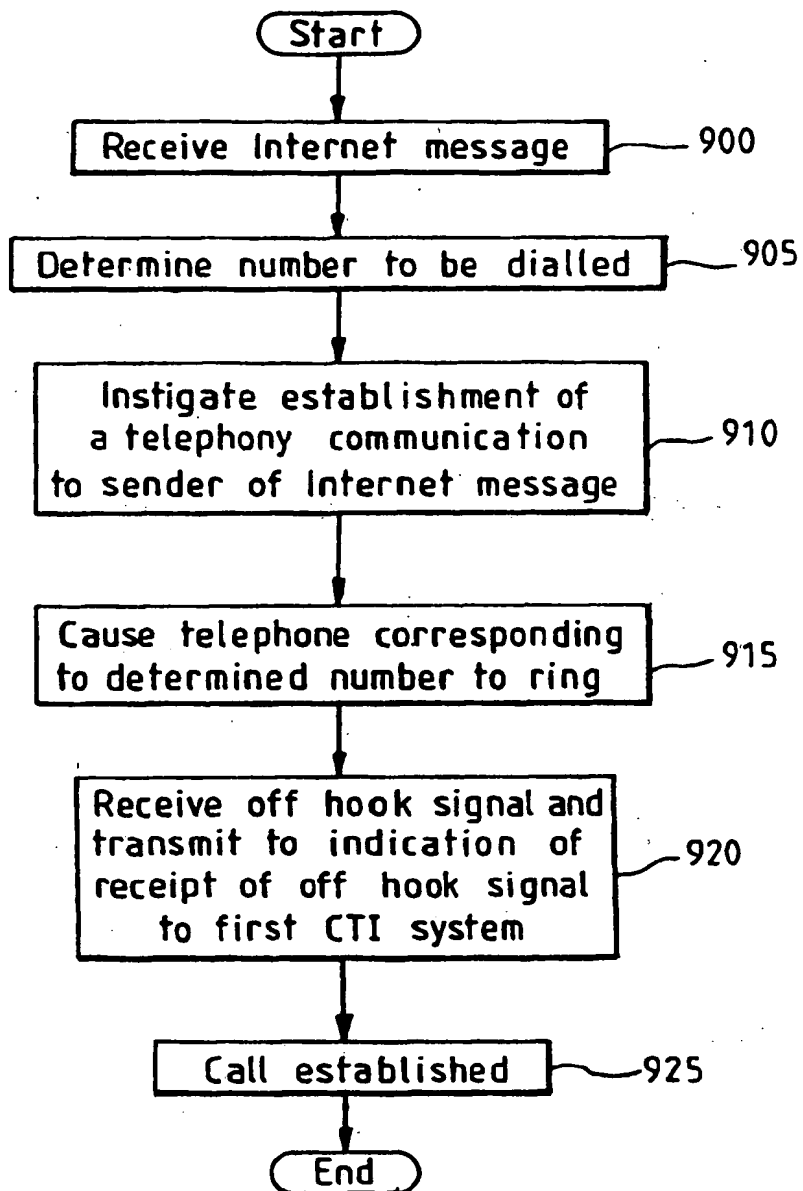 Start
Receive Internet message
900
Determine number to be dialled
905
Instigate establishment of
a telephony communication
to sender of Internet message
910
Cause telephone corresponding
to determined number to ring
915
Receive off hook signal and
transmit to indication of
receipt of off hook signal
to first CTI system
920
Call established
925
End